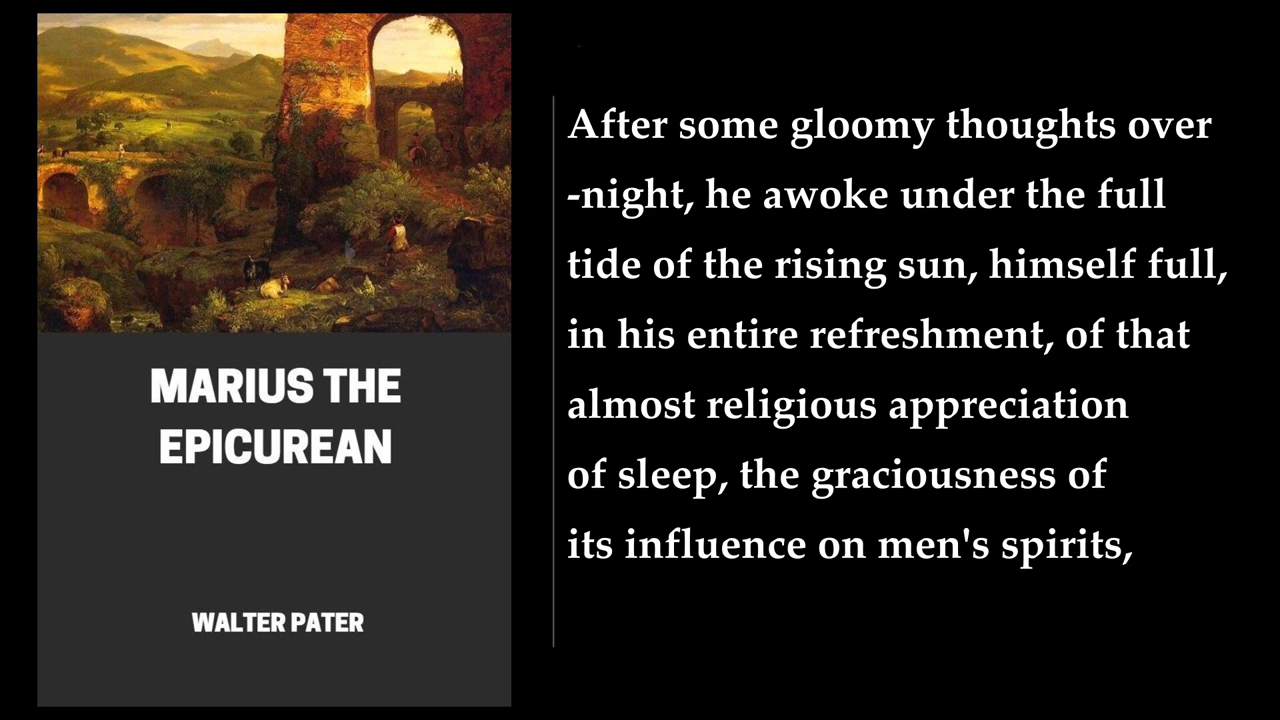 MARIUS THE
EPICUREAN
WALTER PATER
After some gloomy thoughts over
-night, he awoke under the full
tide of the rising sun, himself full,
in his entire refreshment, of that
almost religious appreciation
of sleep, the graciousness of
its influence on men's spirits,